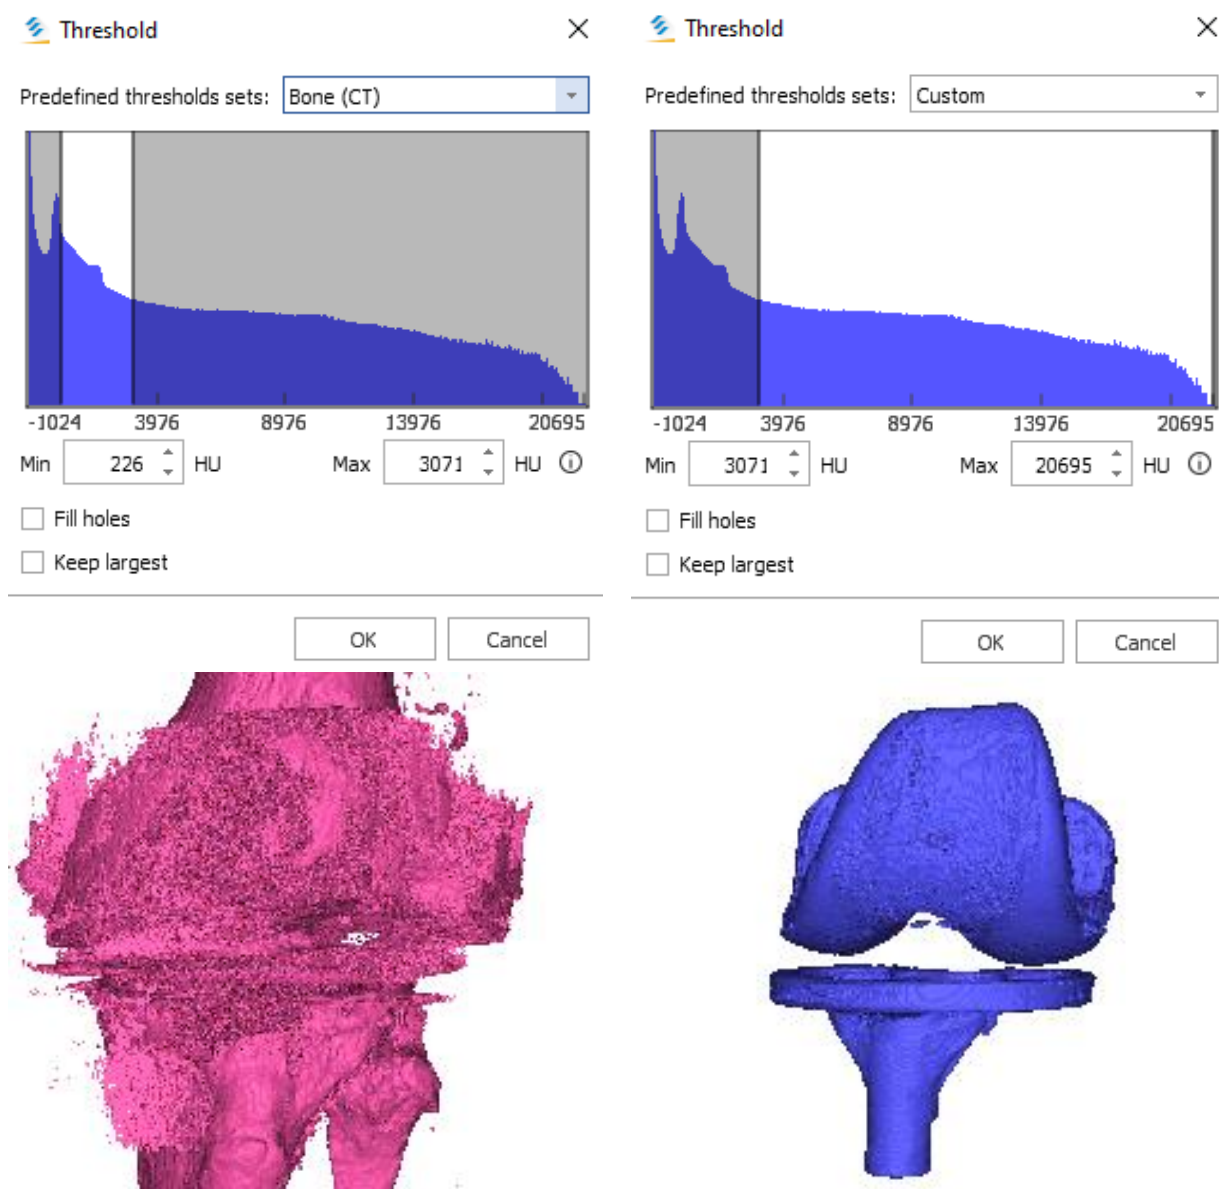 Threshold
Predefined thresholds sets: Bone (CT)
-1024 3976 8976 13976 20695
Min 226 HU Max 3071 HU
Fill holes
Keep largest
OK Cancel
Threshold
Predefined thresholds sets: Custom
-1024 3976 8976 13976 20695
Min 3071 HU Max 20695 HU
Fill holes
Keep largest
OK Cancel